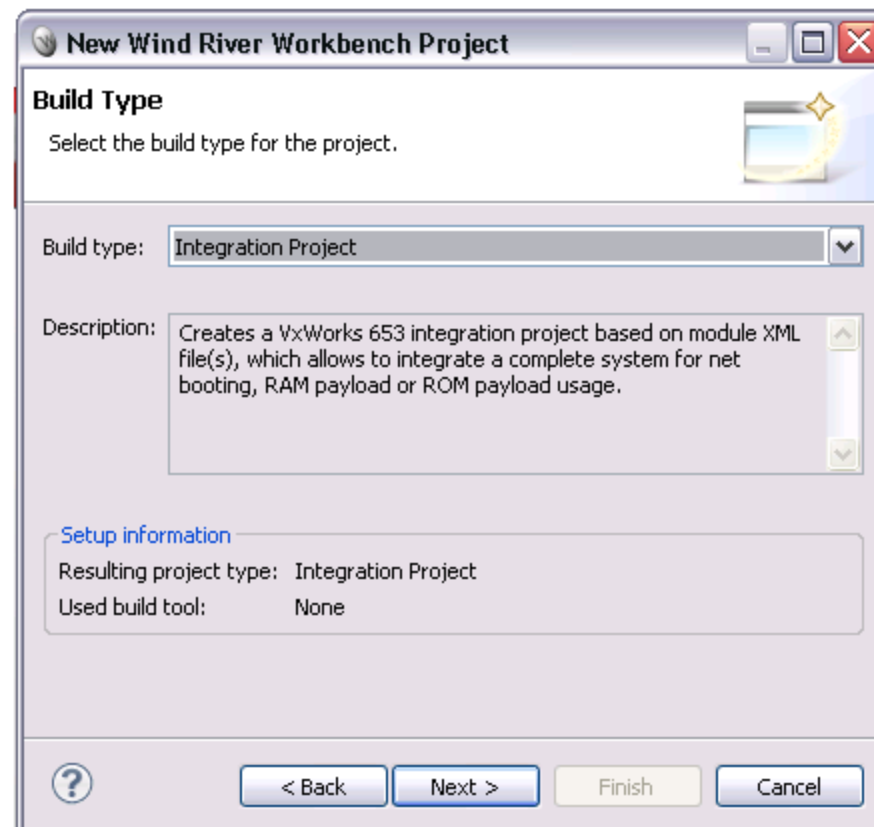 New Wind River Workbench Project
Build Type
Select the build type for the project.
Build type: Integration Project
Description: Creates a VxWorks 653 integration project based on module XML
file(s), which allows to integrate a complete system for net
booting, RAM payload or ROM payload usage.
Setup information
Resulting project type: Integration Project
Used build tool: None
?
< Back Next > Finish Cancel